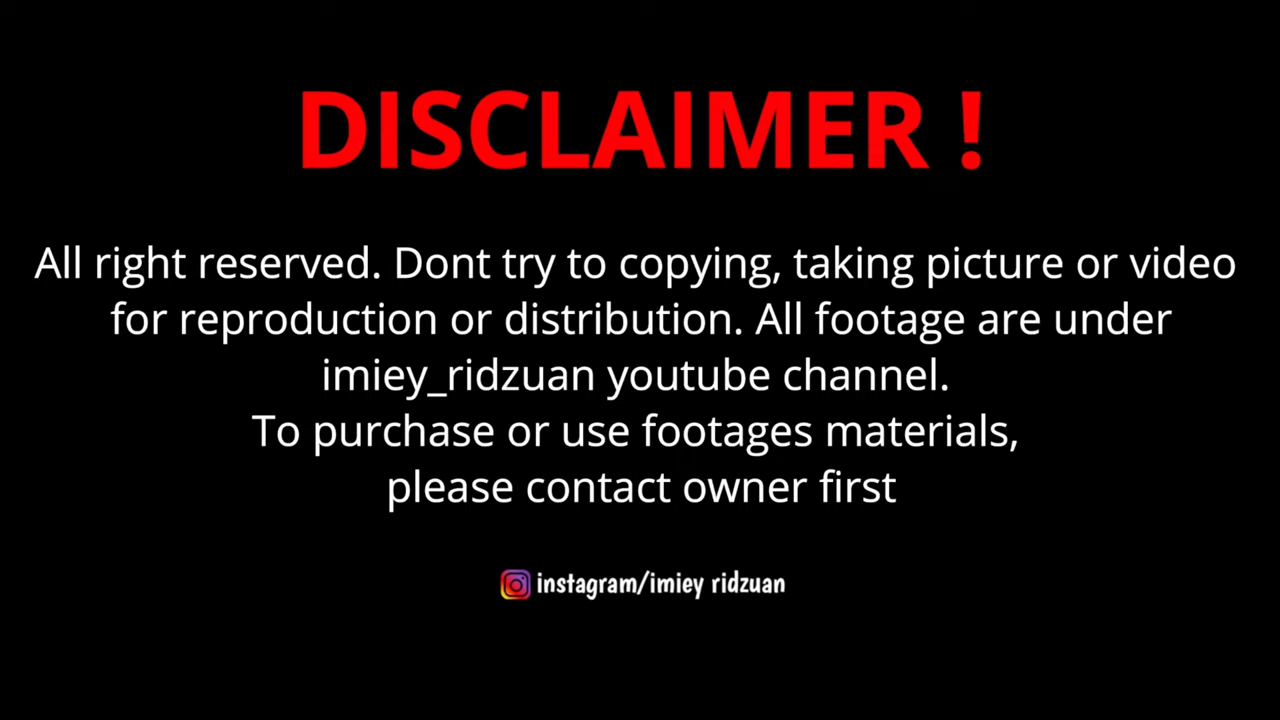 DISCLAIMER !
All right reserved. Dont try to copying, taking picture or video
for reproduction or distribution. All footage are under
imiey_ridzuan youtube channel.
To purchase or use footages materials,
please contact owner first
instagram/imiey ridzuan